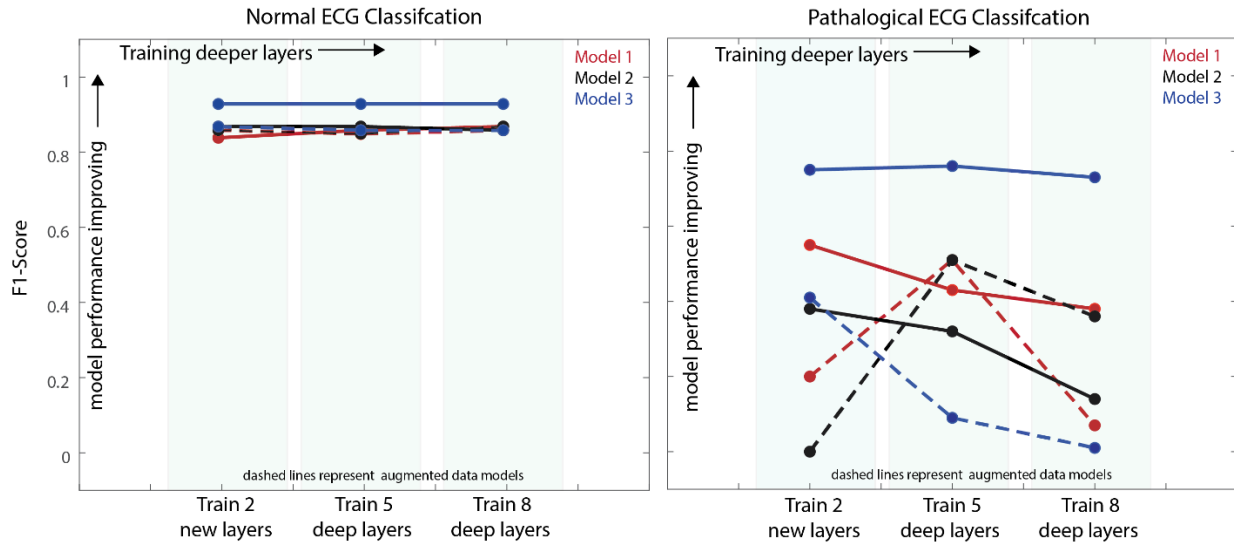 Normal ECG Classifcation
Training deeper layers
Model 1
Model 2
Model 3
model performance improving
F1-Score
1
0.8
0.6
0.4
0.2
0
dashed lines represent augmented data models
Train 2
new layers
Train 5
deep layers
Train 8
deep layers
Pathalogical ECG Classifcation
Training deeper layers
Model 1
Model 2
Model 3
model performance improving
dashed lines represent augmented data models
Train 2
new layers
Train 5
deep layers
Train 8
deep layers